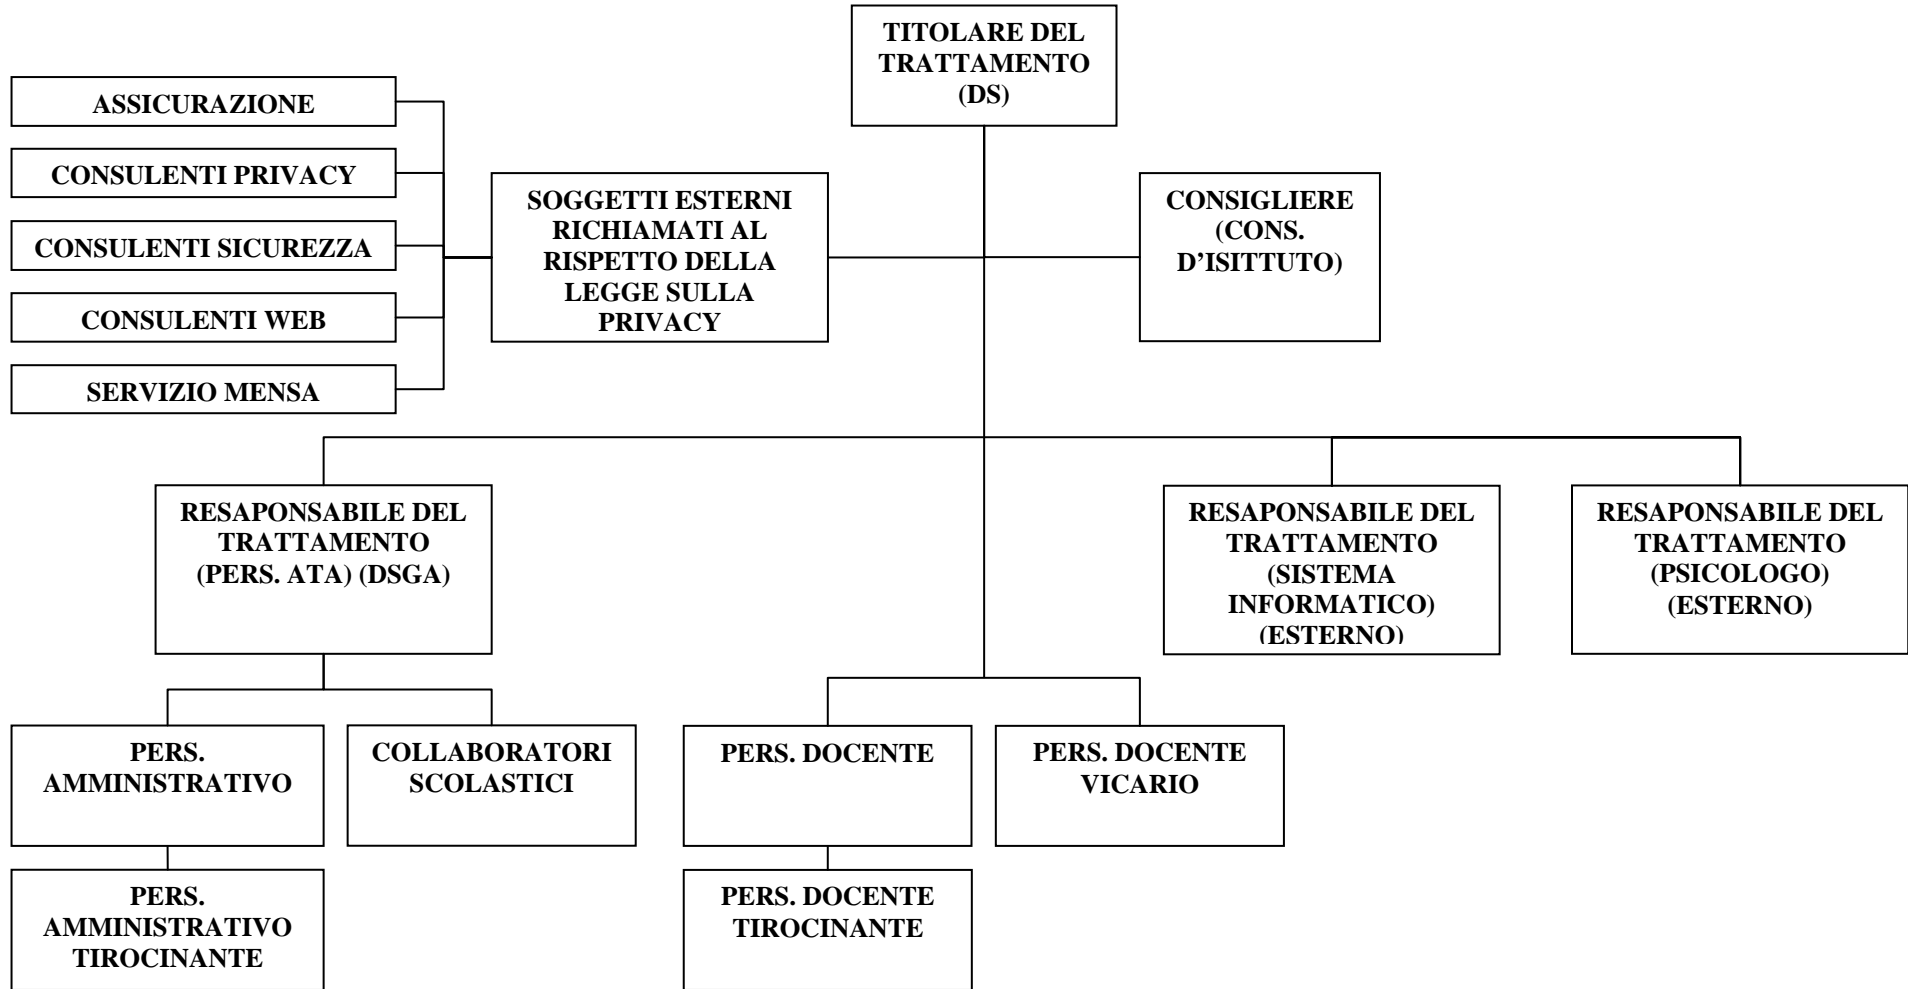 TITOLARE DEL
TRATTAMENTO
(DS)
ASSICURAZIONE
CONSULENTI PRIVACY
CONSULENTI SICUREZZA
CONSULENTI WEB
SERVIZIO MENSA
SOGGETTI ESTERNI
RICHIAMATI AL
RISPETTO DELLA
LEGGE SULLA
PRIVACY
CONSIGLIERE
(CONS.
D’ISITTUTO)
RESAPONSABILE DEL
TRATTAMENTO
(PERS. ATA) (DSGA)
RESAPONSABILE DEL
TRATTAMENTO
(SISTEMA
INFORMATICO)
(ESTERNO)
RESAPONSABILE DEL
TRATTAMENTO
(PSICOLOGO)
(ESTERNO)
PERS.
AMMINISTRATIVO
COLLABORATORI
SCOLASTICI
PERS. DOCENTE
PERS. DOCENTE
VICARIO
PERS.
AMMINISTRATIVO
TIROCINANTE
PERS. DOCENTE
TIROCINANTE